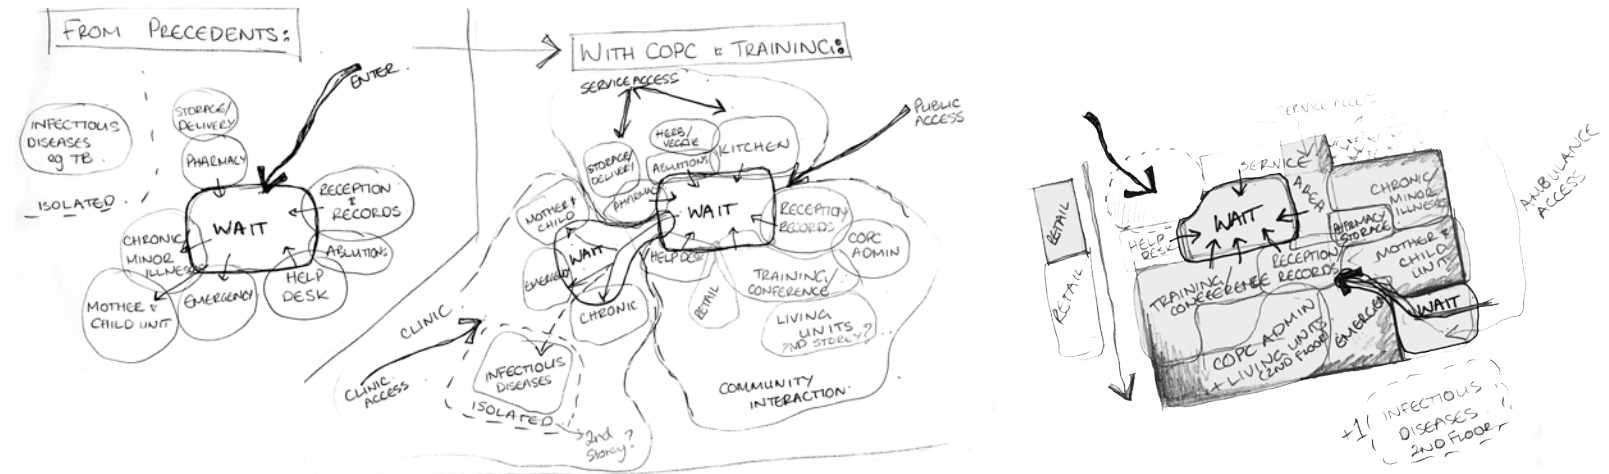 FROM PRECEDENTS:
ENTER
STORAGE/
DELIVERY
INFECTIOUS
DISEASES
eg TB.
PHARMACY
ISOLATED
RECEPTION
&
RECORDS
WAIT
CHRONIC
MINOR
ILLNESS
ABLUTIONS
HELP
DESK
EMERGENCY
MOTHER &
CHILD UNIT
WITH COPC & TRAINING:
SERVICE ACCESS
PUBLIC
ACCESS
HERB/
VEGGIE
KITCHEN
STORAGE/
DELIVERY
ABLUTIONS
PHARMAC
MOTHER &
CHILD
WAIT
RECEPTION
RECORDS
COPC
ADMIN
WAIT
HELP DESK
EMERGENCY
TRAINING/
CONFERENCE
RETAIL
CHRONIC
LIVING
UNITS
2ND STOREY?
CLINIC
CLINIC
ACCESS
INFECTIOUS
DISEASES
ISOLATED
2nd
Storey?
COMMUNITY
INTERACTION
SERVICE ACCESS
AMBULANCE
ACCESS
SERVICE
AREA
CHRONIC/
MINOR
ILLNESS
WAIT
RETAIL
HELP
DESK
PHARMACY
STORAGE
MOTHER &
CHILD
UNIT
RECEPTION
RECORDS
TRAINING/
CONFERENCE
RETAIL
WAIT
EMERGENCY
COPC ADMIN
+ LIVING UNITS
(2ND FLOOR)
+1
INFECTIOUS
DISEASES
2ND FLOOR